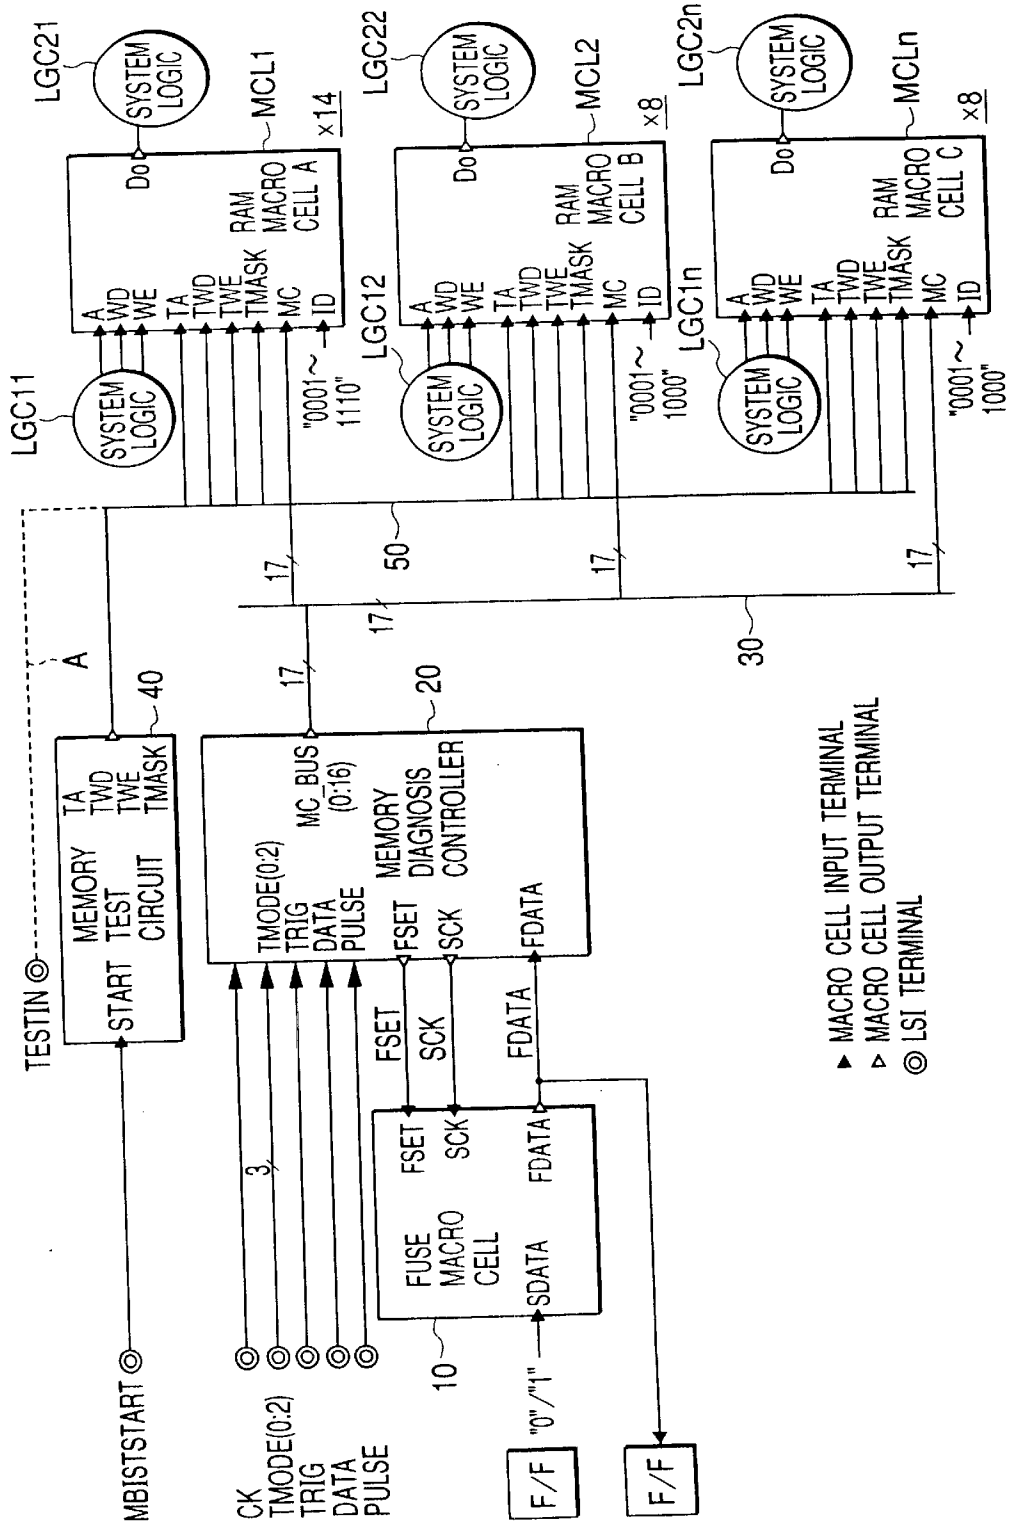 MBISTSTART
TESTIN
A
START
MEMORY
TEST
CIRCUIT
TA
TWD
TWE
TMASK
40
CK
TMODE(0:2)
TRIG
DATA
PULSE
3
TMODE(0:2)
TRIG
DATA
PULSE
MC_BUS
(0:16)
MEMORY
DIAGNOSIS
CONTROLLER
FSET
SCK
FDATA
20
17
FSET
SCK
FDATA
10
FUSE
MACRO
CELL
FSET
SCK
SDATA
FDATA
F/F
"0"/"1"
F/F
17
30
50
LGC11
SYSTEM
LOGIC
A
WD
WE
TA
TWD
TWE
TMASK
MC
ID
17
"0001~
1110"
Do
RAM
MACRO
CELL A
LGC21
SYSTEM
LOGIC
MCL1
×14
LGC12
SYSTEM
LOGIC
A
WD
WE
TA
TWD
TWE
TMASK
MC
ID
17
"0001~
1000"
Do
RAM
MACRO
CELL B
LGC22
SYSTEM
LOGIC
MCL2
×8
LGC1n
SYSTEM
LOGIC
A
WD
WE
TA
TWD
TWE
TMASK
MC
ID
17
"0001~
1000"
Do
RAM
MACRO
CELL C
LGC2n
SYSTEM
LOGIC
MCLn
×8
MACRO CELL INPUT TERMINAL
MACRO CELL OUTPUT TERMINAL
LSI TERMINAL